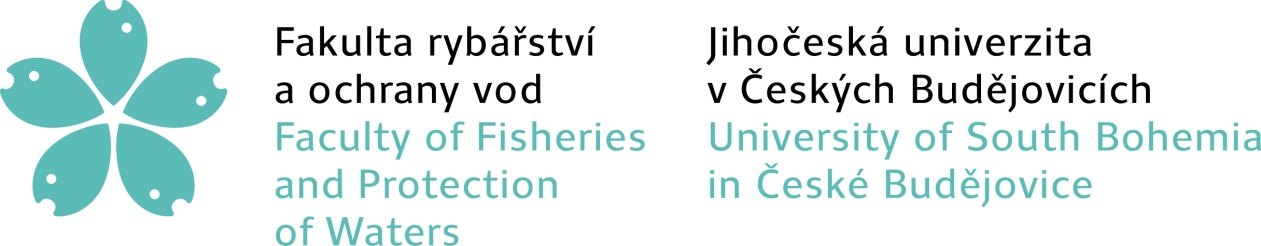 Fakulta rybářství
a ochrany vod
Faculty of Fisheries
and Protection
of Waters
Jihočeská univerzita
v Českých Budějovicích
University of South Bohemia
in České Budějovice